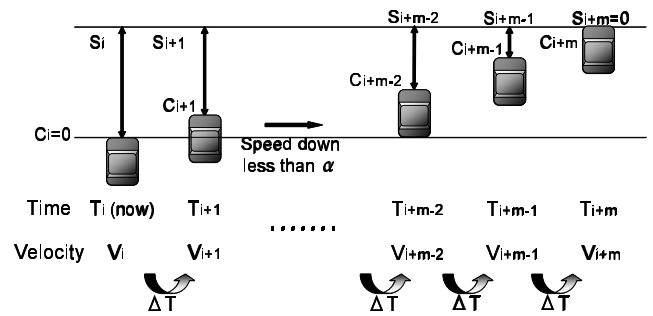 Si Si+1 Si+m-2 Si+m-1 Si+m=0
Ci=0 Ci+1 Ci+m-2 Ci+m-1 Ci+m
Speed down
less than α
Time Ti (now) Ti+1 ....... Ti+m-2 Ti+m-1 Ti+m
Velocity Vi Vi+1 Vi+m-2 Vi+m-1 Vi+m
ΔT ΔT ΔT ΔT